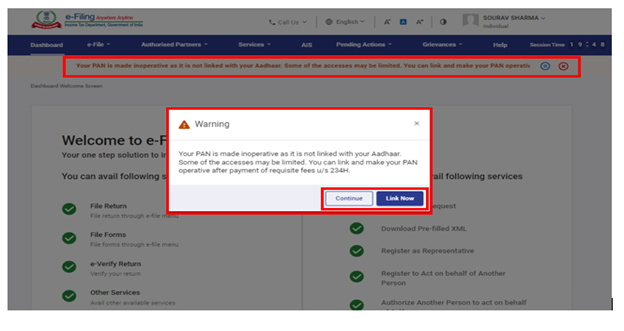 e-Filing Anywhere Anytime
Income Tax Department, Government of India
Call Us
English
A-
A
A+
SOURAV SHARMA
Individual
Dashboard
e-File
Authorised Partners
Services
AIS
Pending Actions
Grievances
Help
Session Time 1 9 : 4 8
Your PAN is made inoperative as it is not linked with your Aadhaar. Some of the accesses may be limited. You can link and make your PAN operativ
Dashboard Welcome Screen
Welcome to e-F
Your one step solution to in
You can avail following s
File Return
File return through e-file menu
File Forms
File forms through e-file menu
e-Verify Return
e-Verify your return
Other Services
Avail other available services
Warning
Your PAN is made inoperative as it is not linked with your Aadhaar.
Some of the accesses may be limited. You can link and make your PAN
operative after payment of requisite fees u/s 234H.
Continue
Link Now
ail following services
equest
Download Pre-filled XML
Register as Representative
Register to Act on behalf of Another
Person
Authorize Another Person to act on behalf